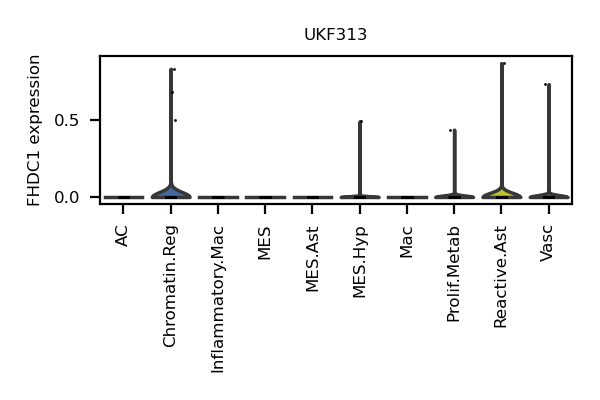 UKF313
FHDC1 expression
0.5
0.0
AC
Chromatin.Reg
Inflammatory.Mac
MES
MES.Ast
MES.Hyp
Mac
Prolif.Metab
Reactive.Ast
Vasc